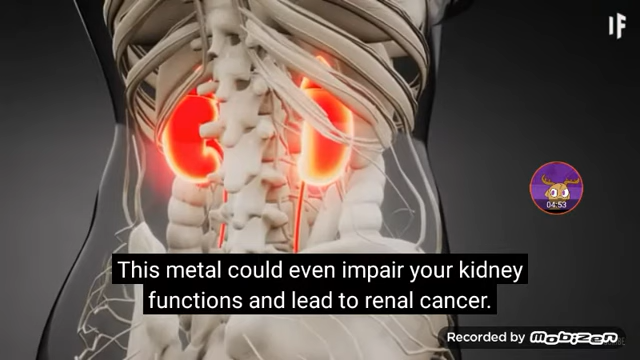 IF
04:53
This metal could even impair your kidney
functions and lead to renal cancer.
Recorded by mobizen